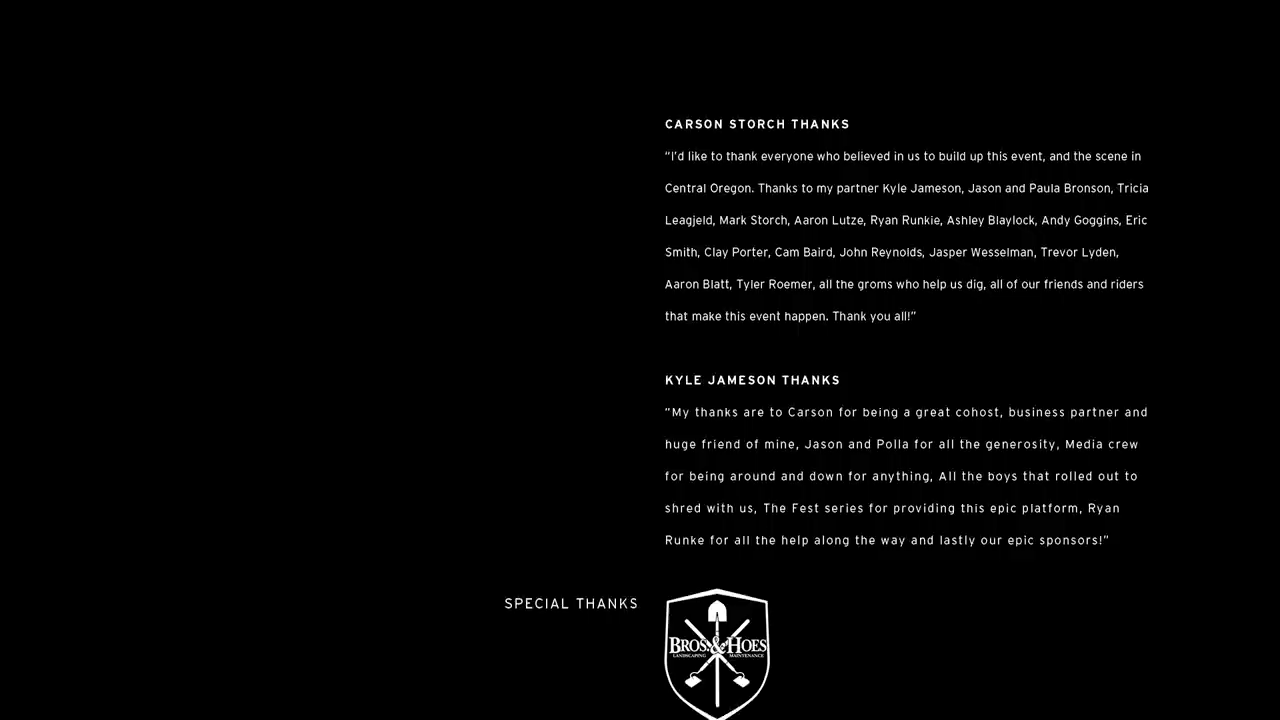 CARSON STORCH THANKS
“I'd like to thank everyone who believed in us to build up this event, and the scene in
Central Oregon. Thanks to my partner Kyle Jameson, Jason and Paula Bronson, Tricia
Leagjeld, Mark Storch, Aaron Lutze, Ryan Runkie, Ashley Blaylock, Andy Goggins, Eric
Smith, Clay Porter, Cam Baird, John Reynolds, Jasper Wesselman, Trevor Lyden,
Aaron Blatt, Tyler Roemer, all the groms who help us dig, all of our friends and riders
that make this event happen. Thank you all!”
KYLE JAMESON THANKS
“My thanks are to Carson for being a great cohost, business partner and
huge friend of mine, Jason and Polla for all the generosity, Media crew
for being around and down for anything, All the boys that rolled out to
shred with us, The Fest series for providing this epic platform, Ryan
Runke for all the help along the way and lastly our epic sponsors!”
SPECIAL THANKS
BROS. & HOES
LANDSCAPING MAINTENANCE